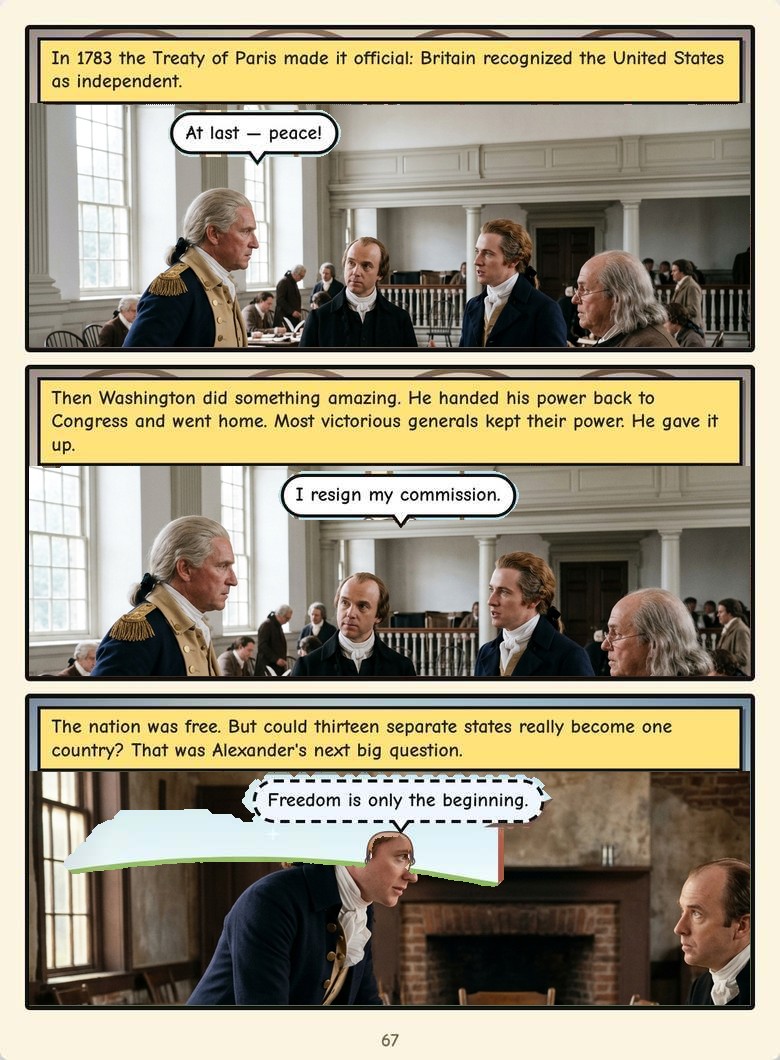 In 1783 the Treaty of Paris made it official: Britain recognized the United States
as independent.
At last — peace!
Then Washington did something amazing. He handed his power back to
Congress and went home. Most victorious generals kept their power. He gave it
up.
I resign my commission.
The nation was free. But could thirteen separate states really become one
country? That was Alexander's next big question.
Freedom is only the beginning.
67